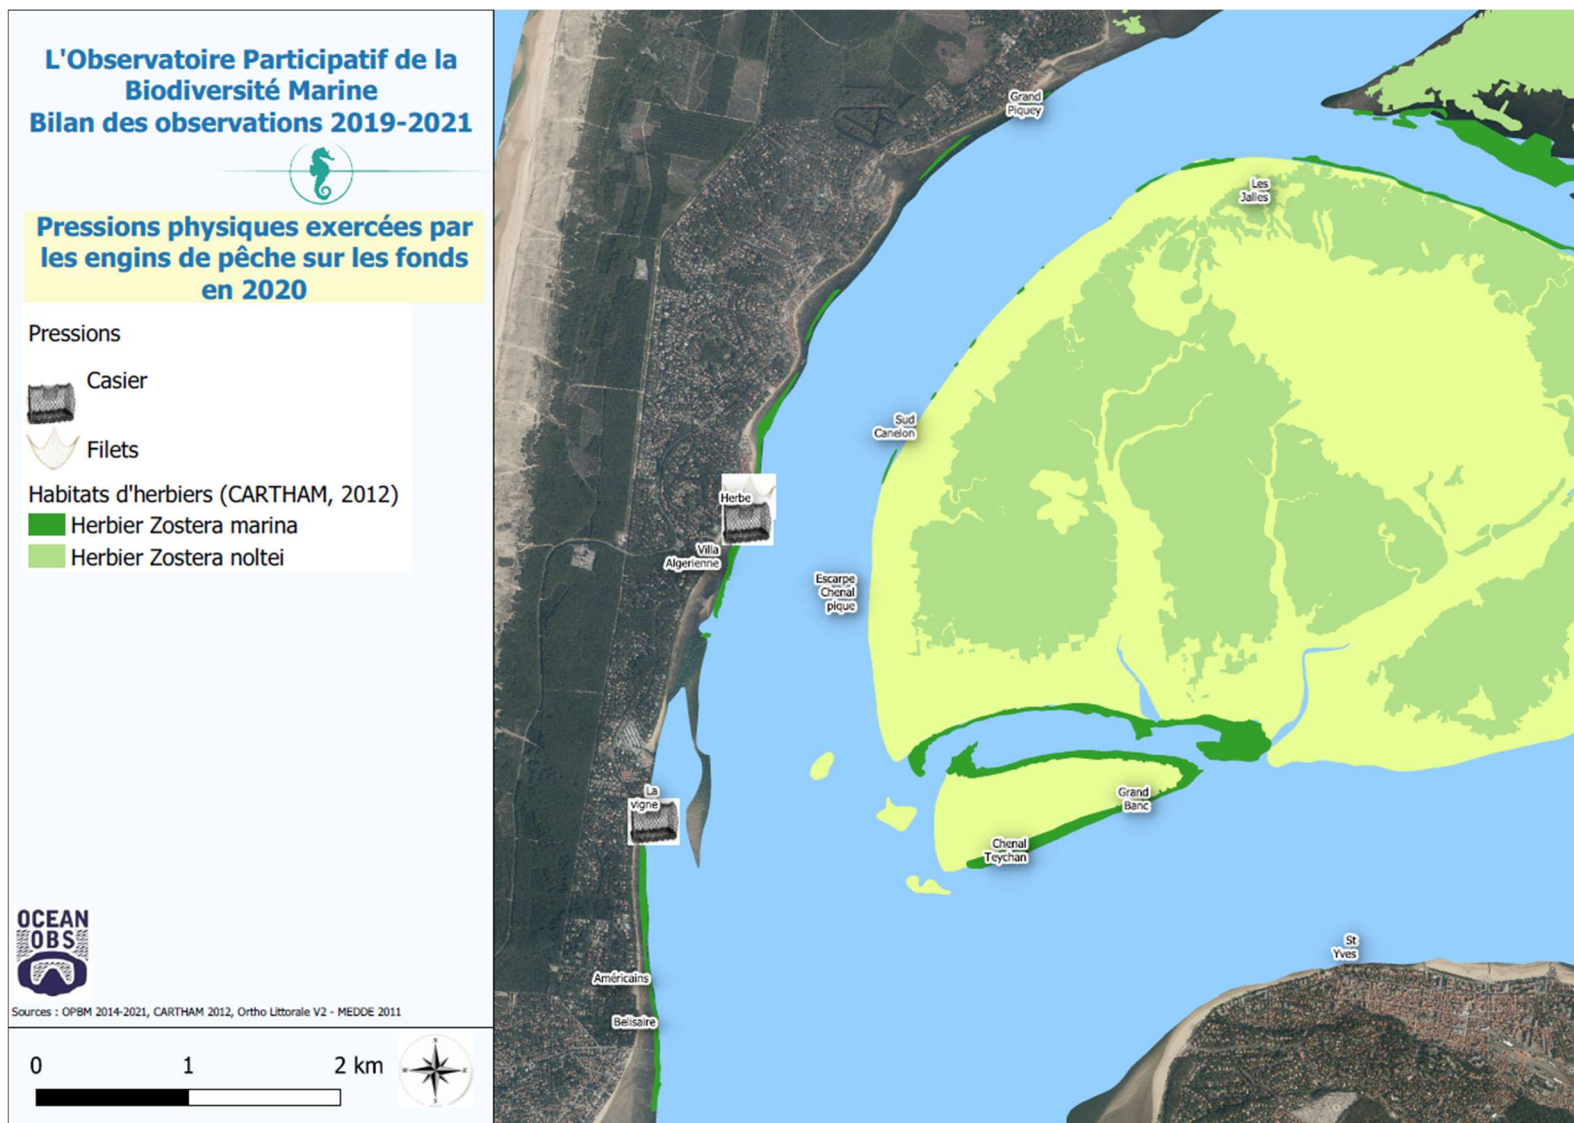 L'Observatoire Participatif de la
Biodiversité Marine
Bilan des observations 2019-2021
Pressions physiques exercées par
les engins de pêche sur les fonds
en 2020
Pressions
Casier
Filets
Habitats d'herbiers (CARTHAM, 2012)
Herbier Zostera marina
Herbier Zostera noltei
OCEAN
OBS
Sources : OPBM 2014-2021, CARTHAM 2012, Ortho Littorale V2 - MEDDE 2011
0 1 2 km
N
W E
S
Grand
Piquey
Les
Jalles
Sud
Canelon
Herbe
Villa
Algerienne
Escarpe
Chenal
pique
La
vigne
Grand
Banc
Chenal
Teychan
St
Yves
Américains
Belisaire